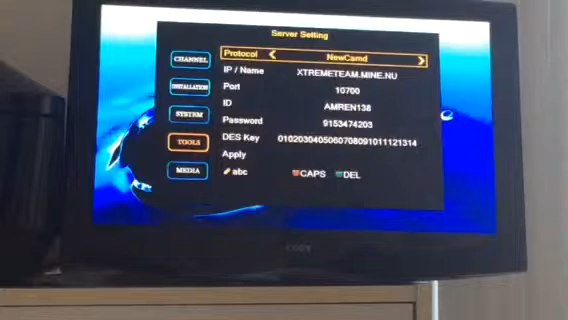 Server Setting
CHANNEL
INSTALLATION
SYSTEM
TOOLS
MEDIA
Protocol NewCamd
IP / Name XTREMETEAM.MINE.NU
Port 10700
ID AMREN138
Password 9153474203
DES Key 0102030405060708091011121314
Apply
abc CAPS DEL